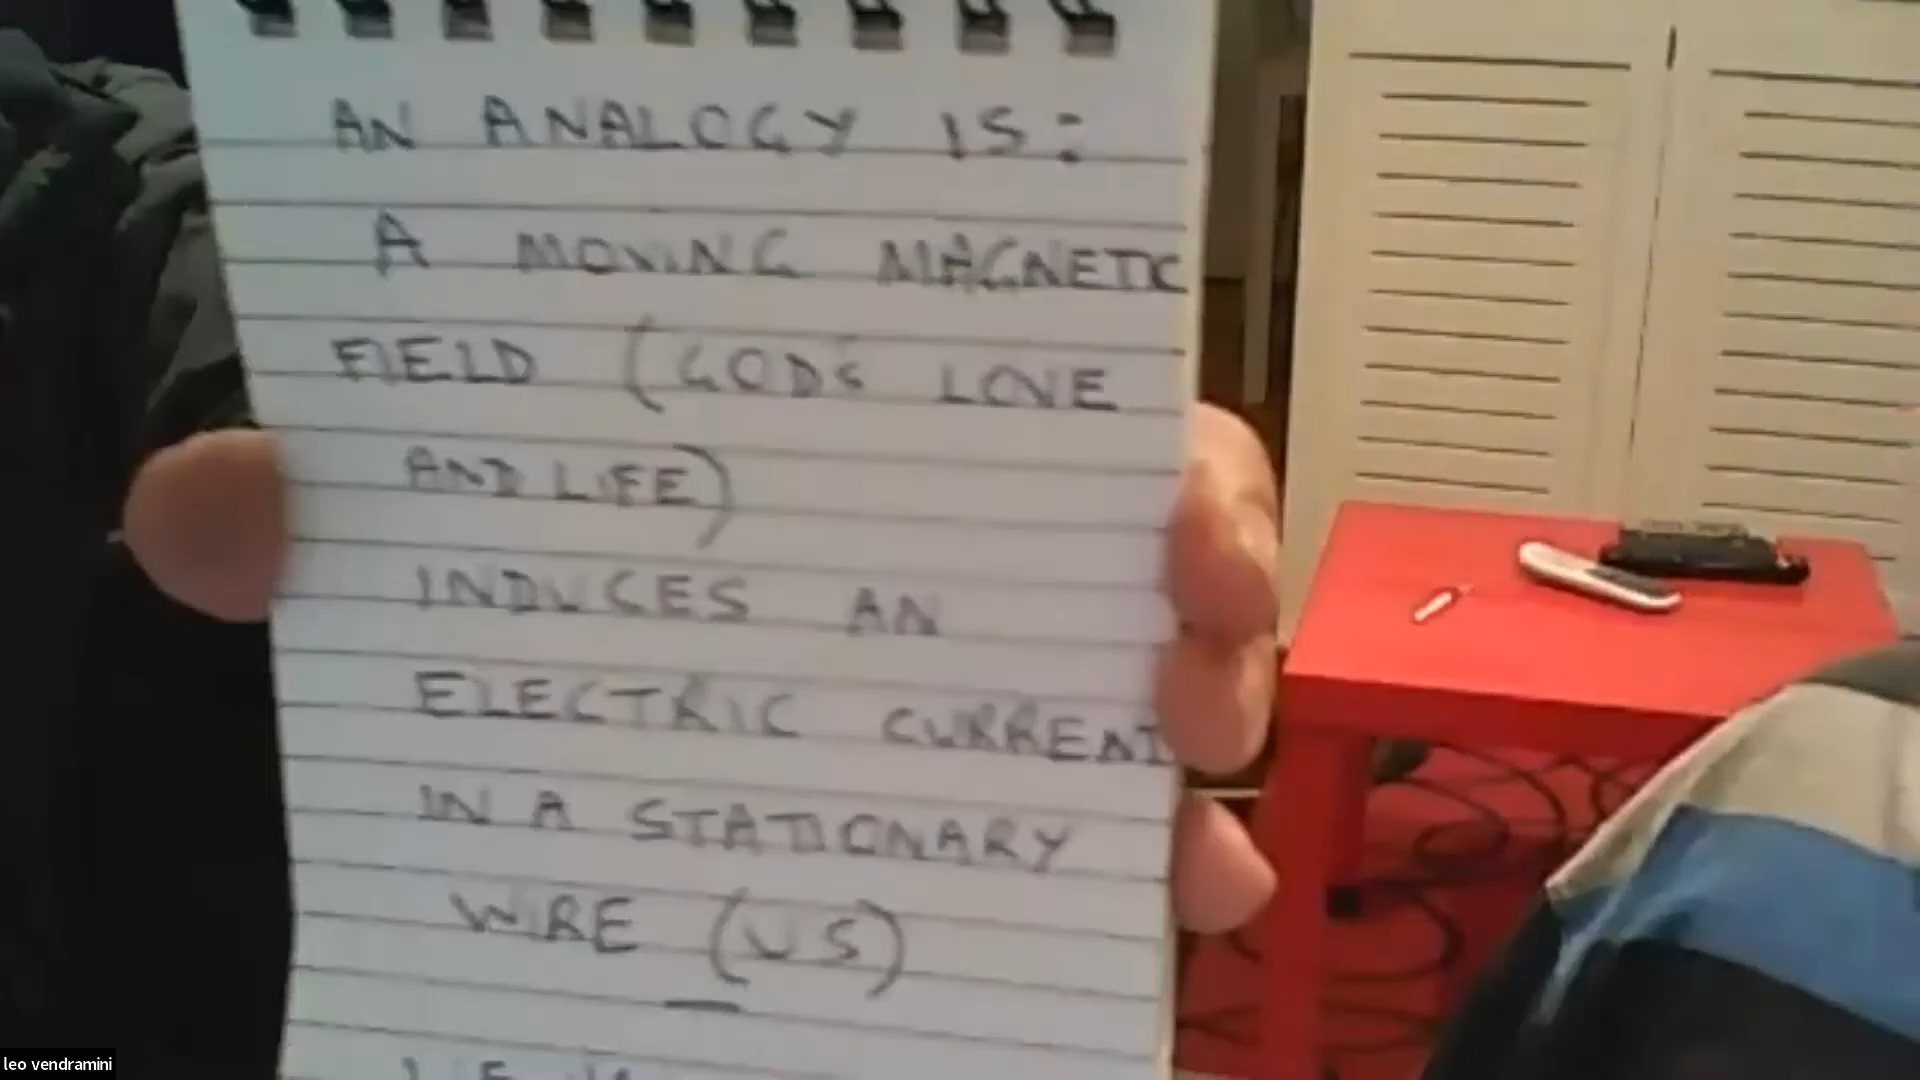 AN ANALOGY IS:
A MOVING MAGNETIC
FIELD (GOD'S LOVE
AND LIFE)
INDUCES AN
ELECTRIC CURRENT
IN A STATIONARY
WIRE (US)
leo vendramini